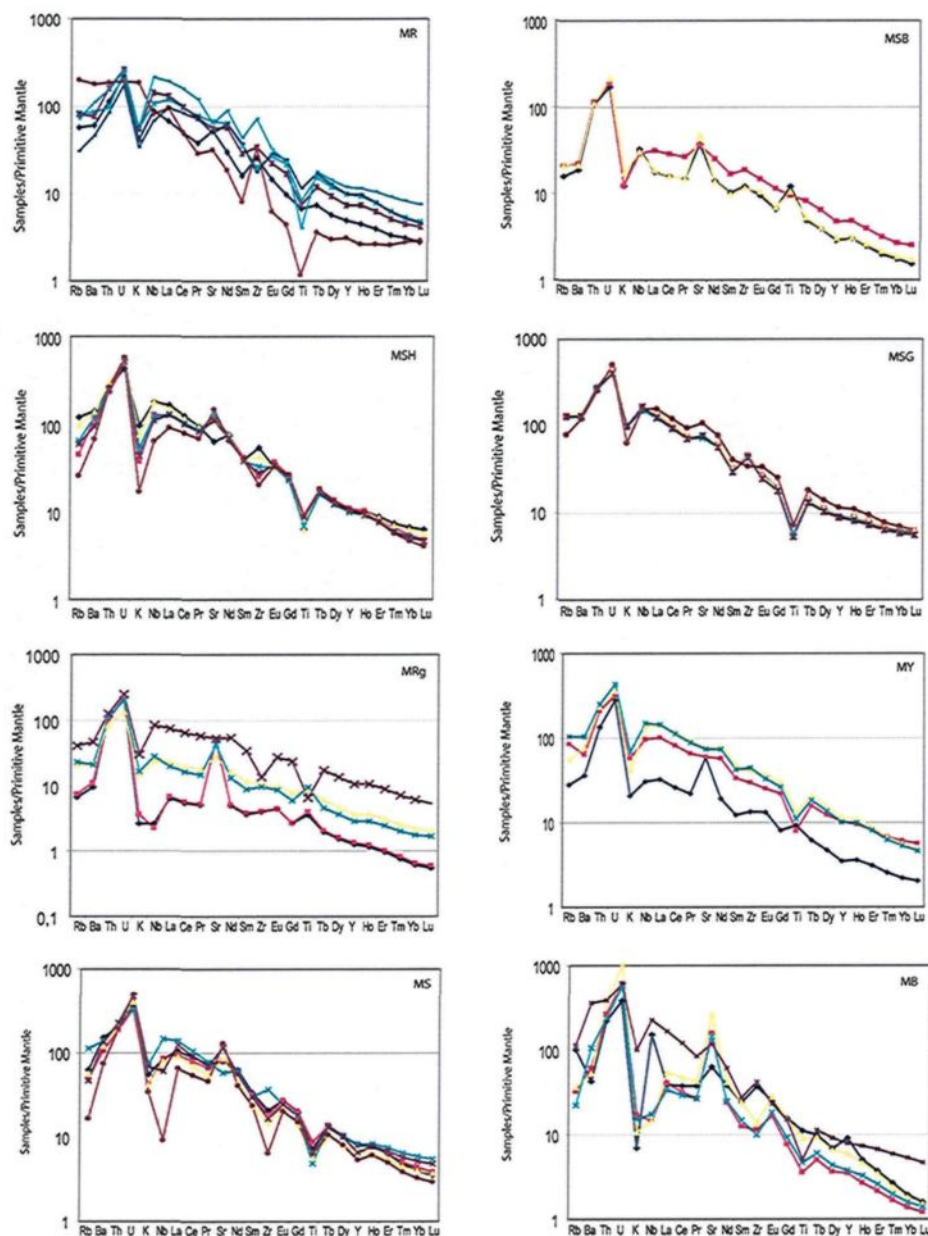 MR
Samples/Primitive Mantle
1000
100
10
1
Rb Ba Th U K Nb La Ce Pr Sr Nd Sm Zr Eu Gd Ti Tb Dy Y Ho Er Tm Yb Lu
MSB
Samples/Primitive Mantle
1000
100
10
1
Rb Ba Th U K Nb La Ce Pr Sr Nd Sm Zr Eu Gd Ti Tb Dy Y Ho Er Tm Yb Lu
MSH
Samples/Primitive Mantle
1000
100
10
1
Rb Ba Th U K Nb La Ce Pr Sr Nd Sm Zr Eu Gd Ti Tb Dy Y Ho Er Tm Yb Lu
MSG
Samples/Primitive Mantle
1000
100
10
1
Rb Ba Th U K Nb La Ce Pr Sr Nd Sm Zr Eu Gd Ti Tb Dy Y Ho Er Tm Yb Lu
MRg
Samples/Primitive Mantle
1000
100
10
1
0,1
Rb Ba Th U K Nb La Ce Pr Sr Nd Sm Zr Eu Gd Ti Tb Dy Y Ho Er Tm Yb Lu
MY
Samples/Primitive Mantle
1000
100
10
1
Rb Ba Th U K Nb La Ce Pr Sr Nd Sm Zr Eu Gd Ti Tb Dy Y Ho Er Tm Yb Lu
MS
Samples/Primitive Mantle
1000
100
10
1
Rb Ba Th U K Nb La Ce Pr Sr Nd Sm Zr Eu Gd Ti Tb Dy Y Ho Er Tm Yb Lu
MB
Samples/Primitive Mantle
1000
100
10
1
Rb Ba Th U K Nb La Ce Pr Sr Nd Sm Zr Eu Gd Ti Tb Dy Y Ho Er Tm Yb Lu